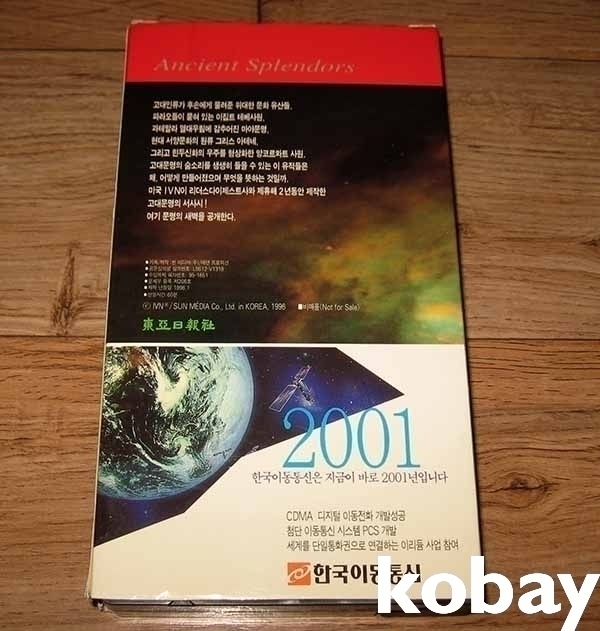 Ancient Splendors
고대인류가 후손에게 물려준 위대한 문화 유산들,
파라오들이 묻혀 있는 이집트 테베사원,
과테말라 열대우림에 감추어진 마야문명,
현대 서양문화의 원류 그리스 아테네,
그리고 힌두신화의 우주를 형상화한 앙코르와트 사원,
고대문명의 숨소리를 생생히 들을 수 있는 이 유적들은
왜, 어떻게 만들어졌으며 무엇을 뜻하는 것일까.
미국 IVN이 리더스다이제스트사와 제휴해 2년동안 제작한
고대문명의 서사시!
여기 문명의 새벽을 공개한다.
ⓒ IVN / SUN MEDIA Co., Ltd. in KOREA, 1996 ■비매품(Not for Sale)
東亞日報社
2001
한국이동통신은 지금이 바로 2001년입니다
CDMA 디지털 이동전화 개발성공
첨단 이동통신 시스템 PCS 개발
세계를 단일통화권으로 연결하는 이리듐 사업 참여
한국이동통신
kobay